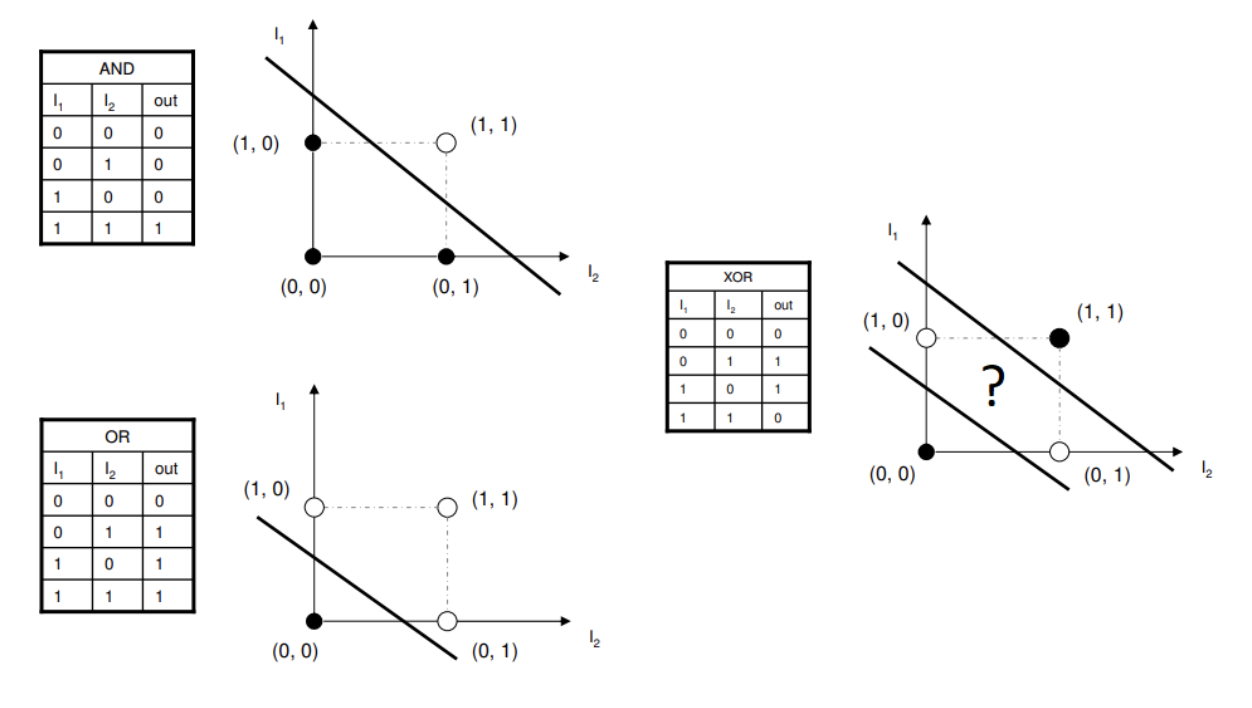 AND
I₁ I₂ out
0 0 0
0 1 0
1 0 0
1 1 1
I₁
(1, 0)
(1, 1)
(0, 0)
(0, 1)
I₂
OR
I₁ I₂ out
0 0 0
0 1 1
1 0 1
1 1 1
I₁
(1, 0)
(1, 1)
(0, 0)
(0, 1)
I₂
XOR
I₁ I₂ out
0 0 0
0 1 1
1 0 1
1 1 0
I₁
(1, 0)
(1, 1)
?
(0, 0)
(0, 1)
I₂